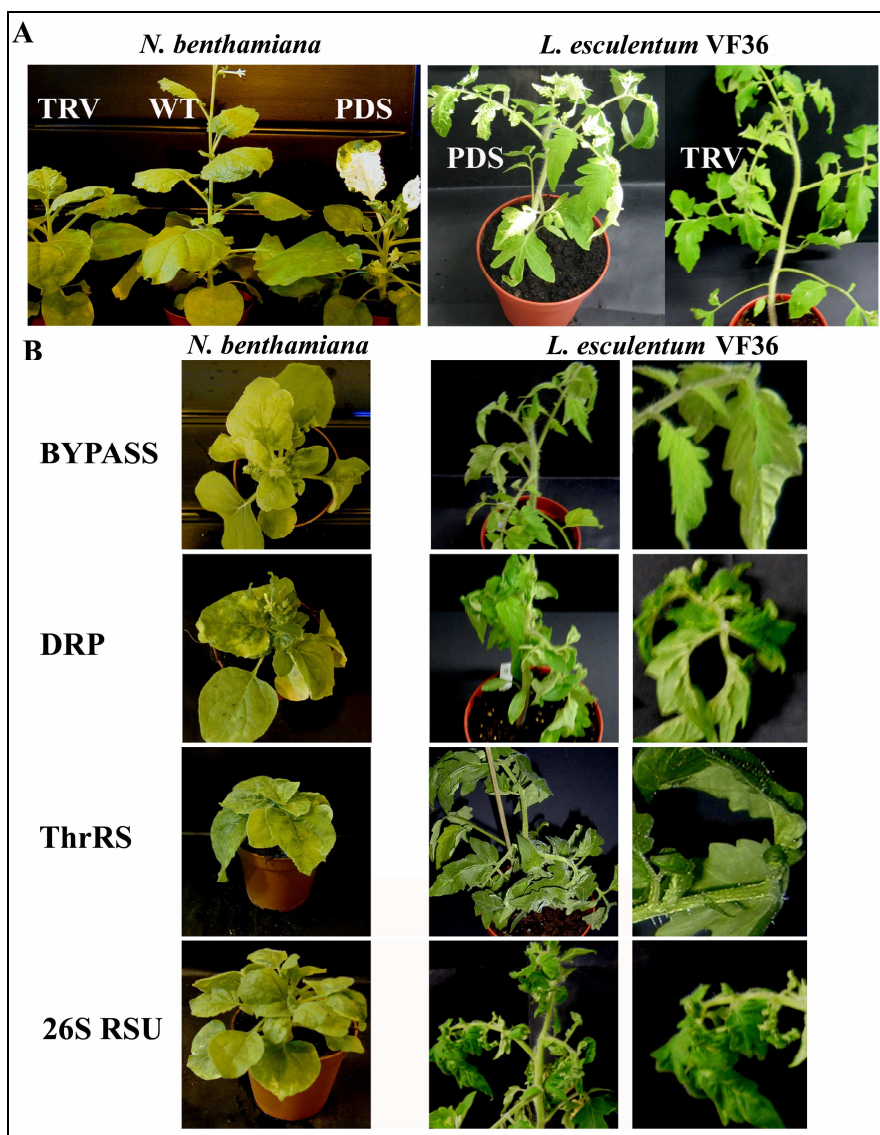 A
N. benthamiana
L. esculentum VF36
TRV WT PDS
PDS TRV
B
N. benthamiana
L. esculentum VF36
BYPASS
DRP
ThrRS
26S RSU